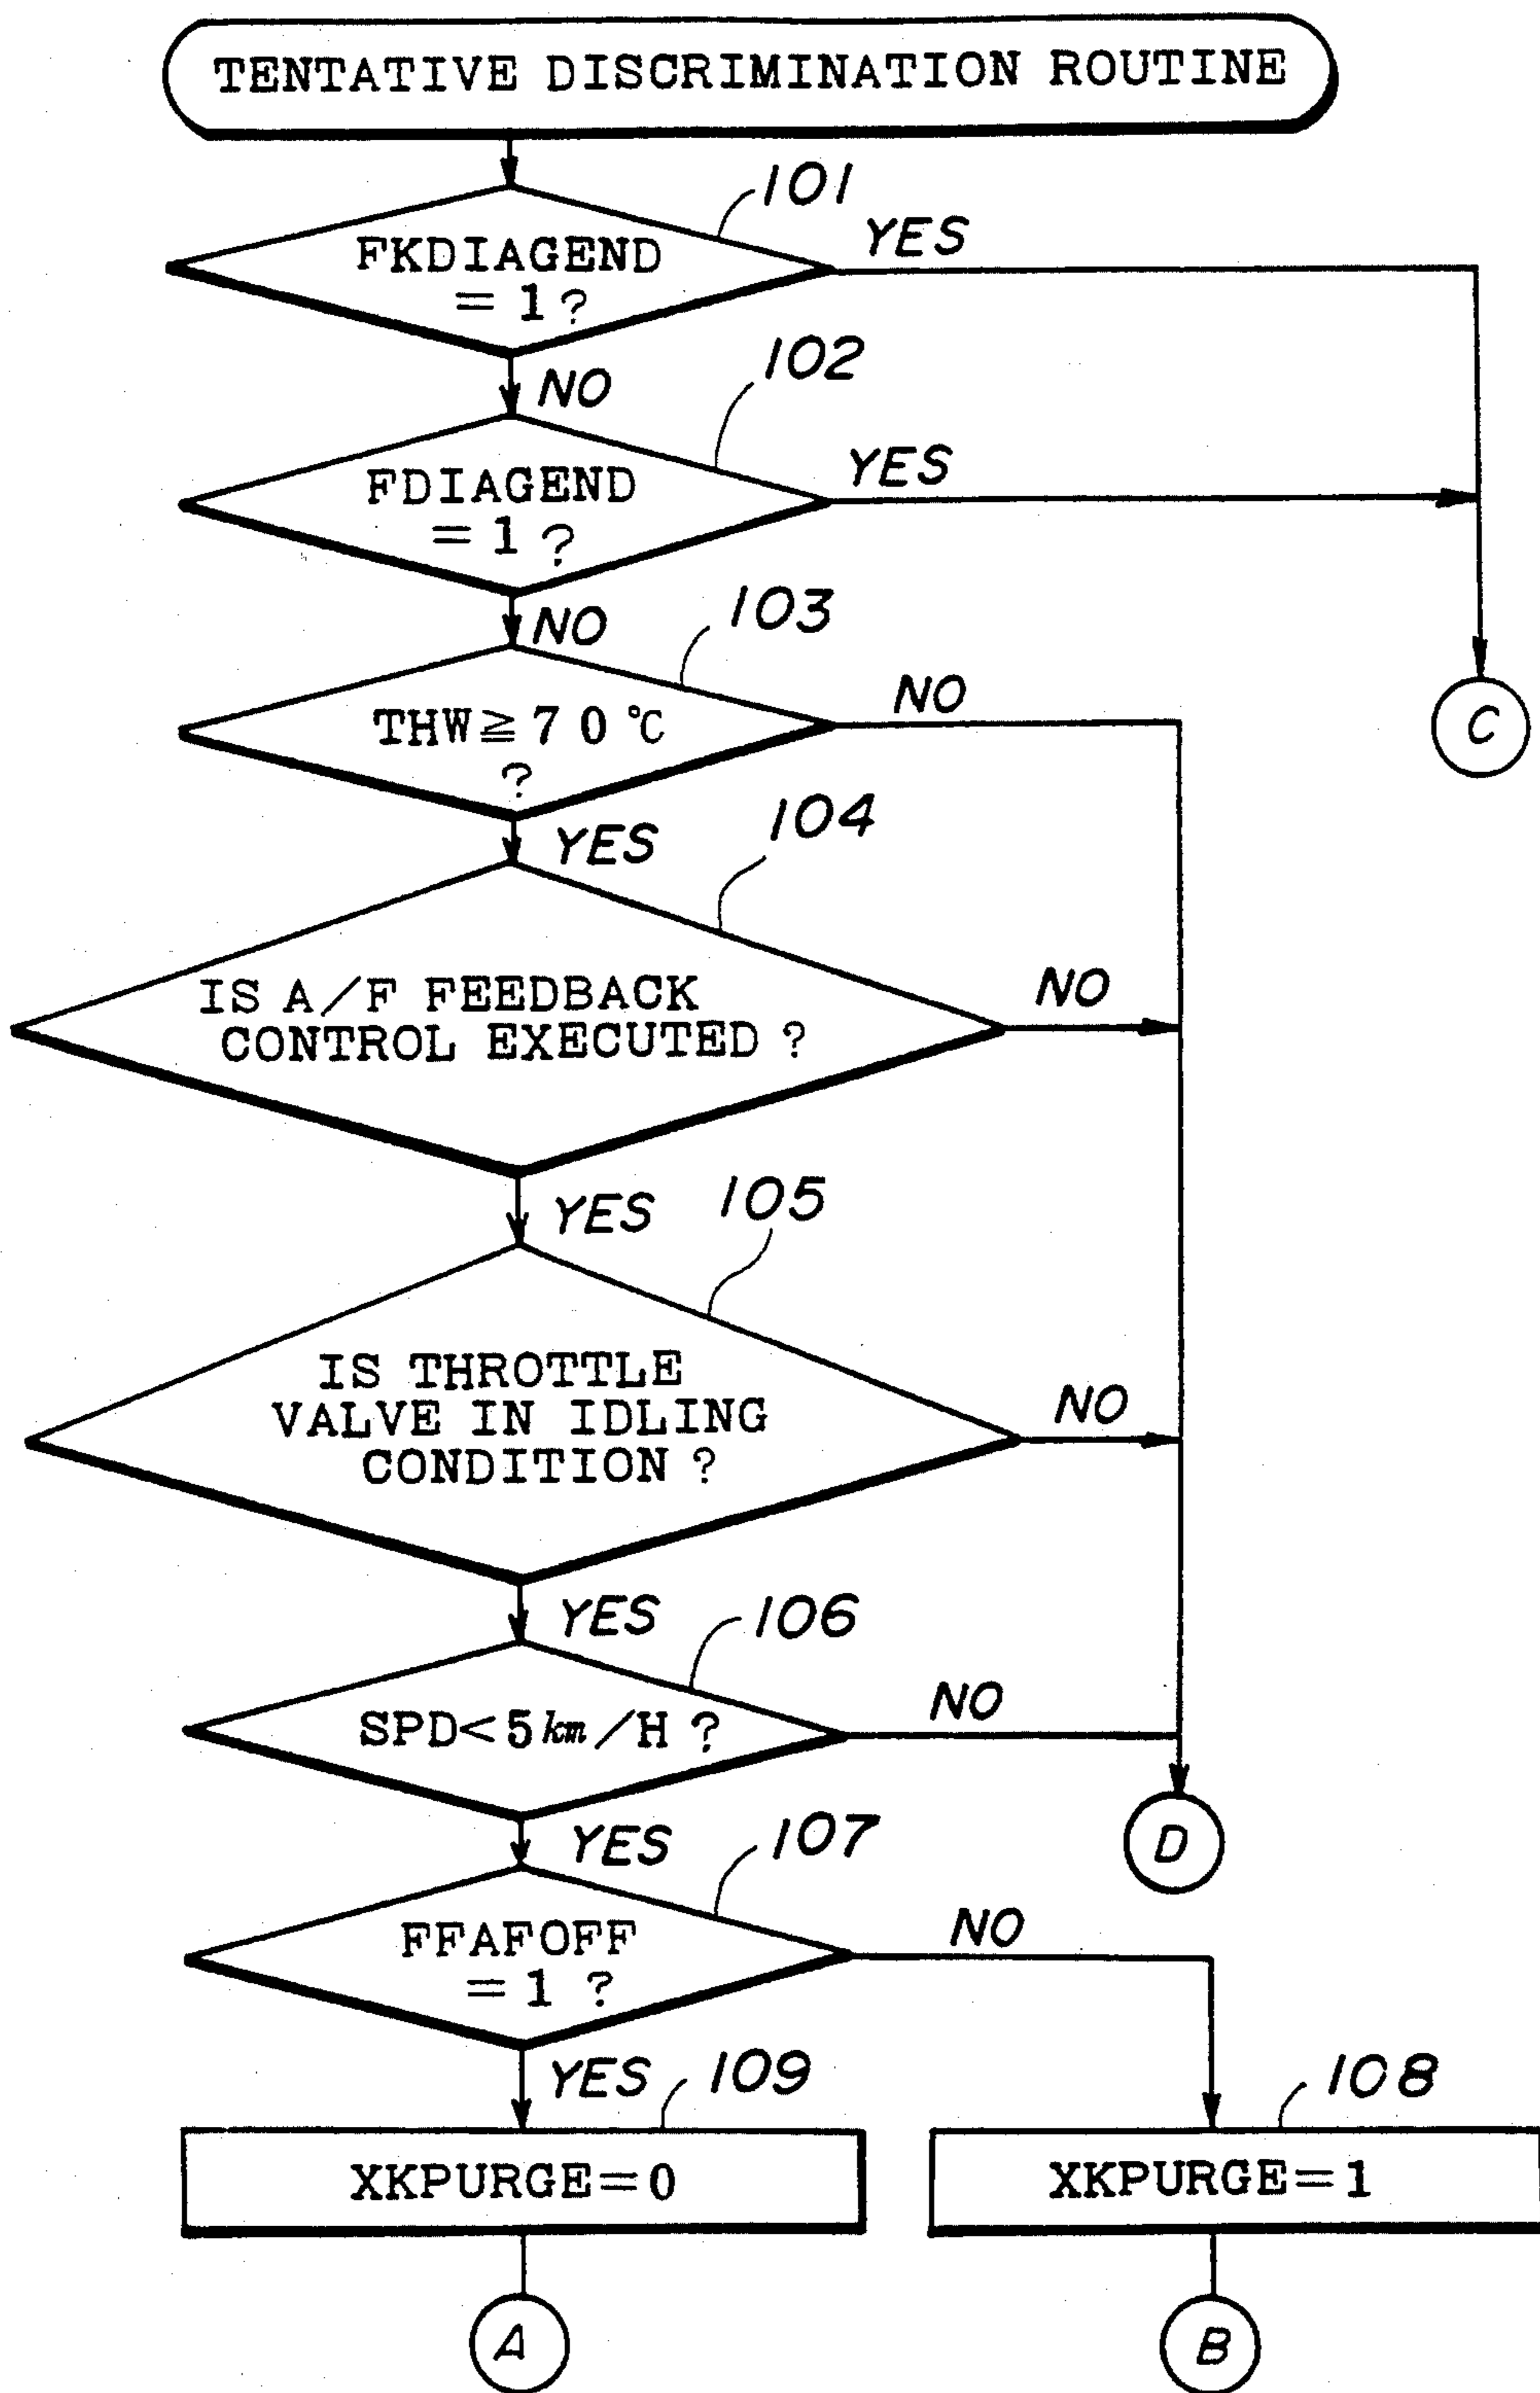 TENTATIVE DISCRIMINATION ROUTINE
101
FKDIAGEND
=1?
YES
NO
102
FDIAGEND
=1?
YES
NO
103
THW≧70℃
?
NO
C
YES
104
IS A/F FEEDBACK
CONTROL EXECUTED?
NO
YES
105
IS THROTTLE
VALVE IN IDLING
CONDITION?
NO
YES
106
SPD<5km/H?
NO
D
YES
107
FFAFOFF
=1?
NO
YES
109
XKPURGE=0
108
XKPURGE=1
A
B